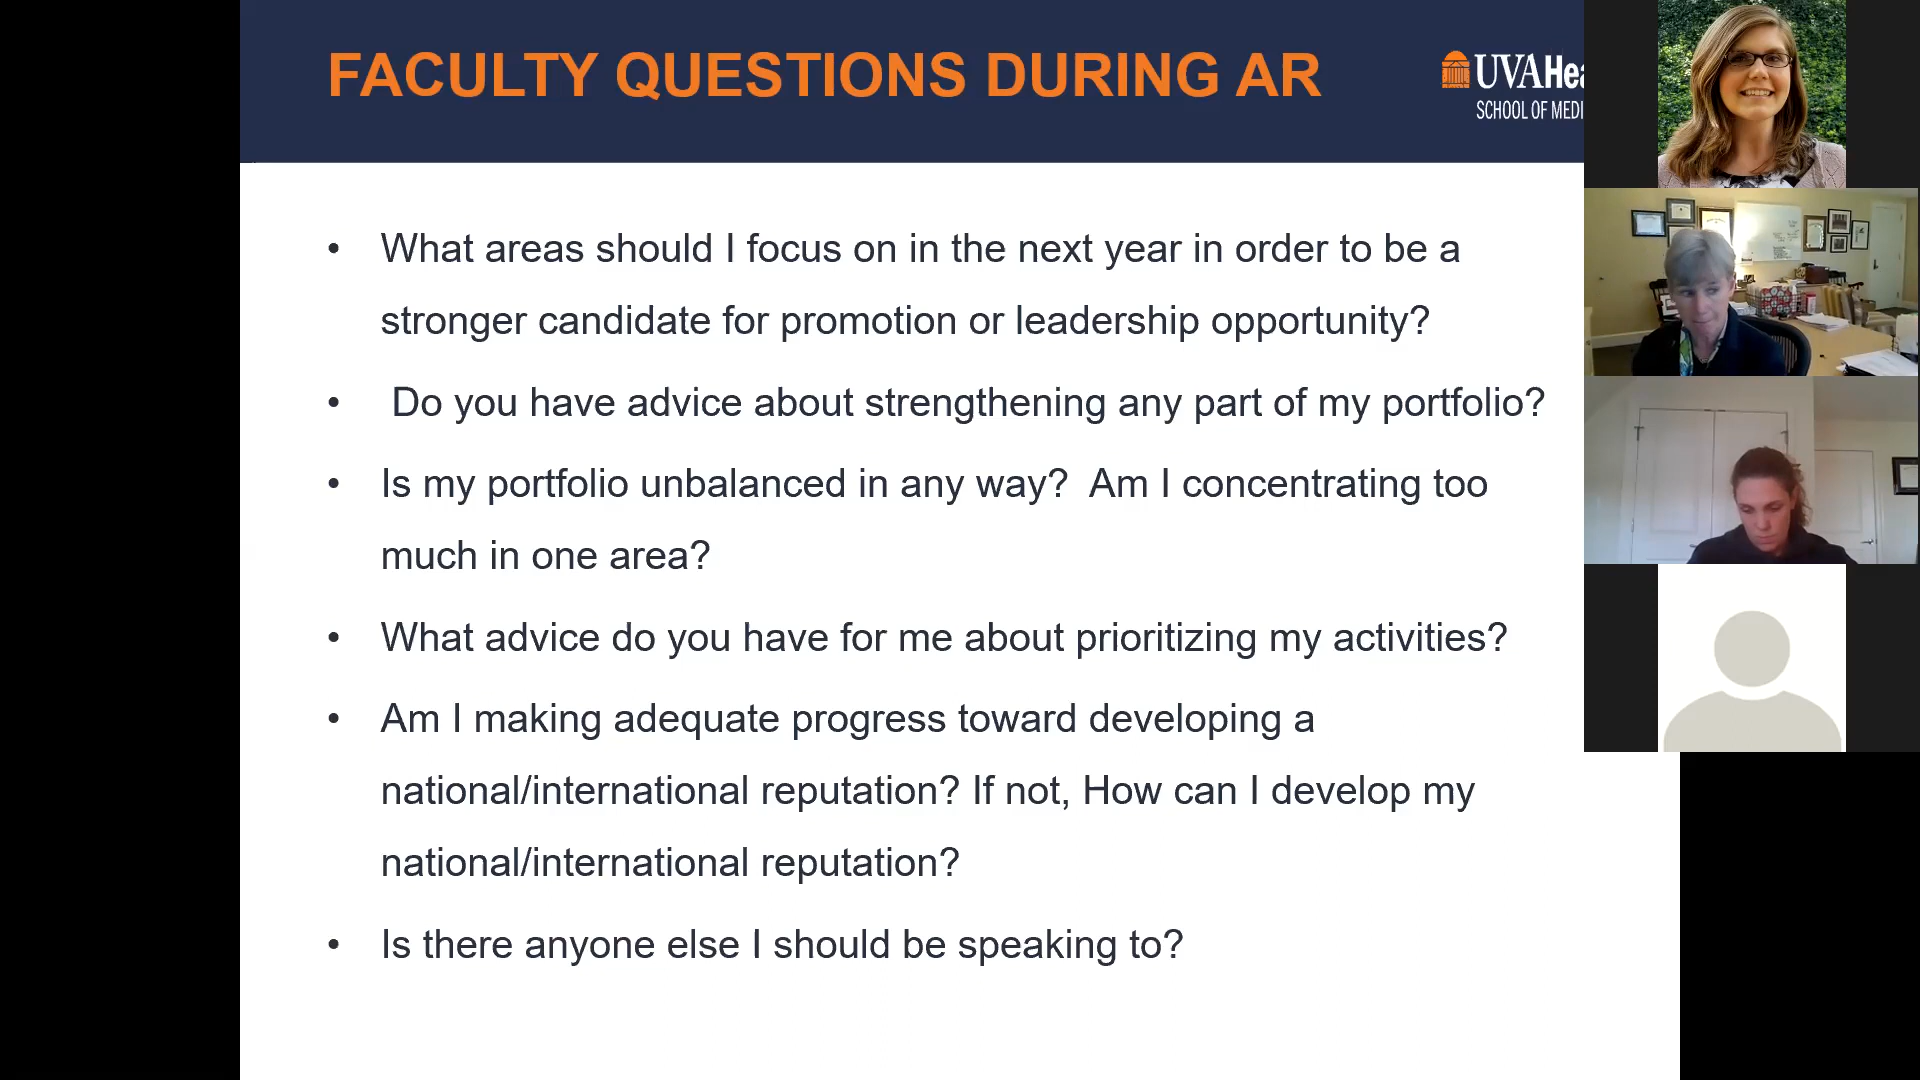 FACULTY QUESTIONS DURING AR
UVAHea
SCHOOL OF MEDI
• What areas should I focus on in the next year in order to be a
stronger candidate for promotion or leadership opportunity?
• Do you have advice about strengthening any part of my portfolio?
• Is my portfolio unbalanced in any way?  Am I concentrating too
much in one area?
• What advice do you have for me about prioritizing my activities?
• Am I making adequate progress toward developing a
national/international reputation? If not, How can I develop my
national/international reputation?
• Is there anyone else I should be speaking to?